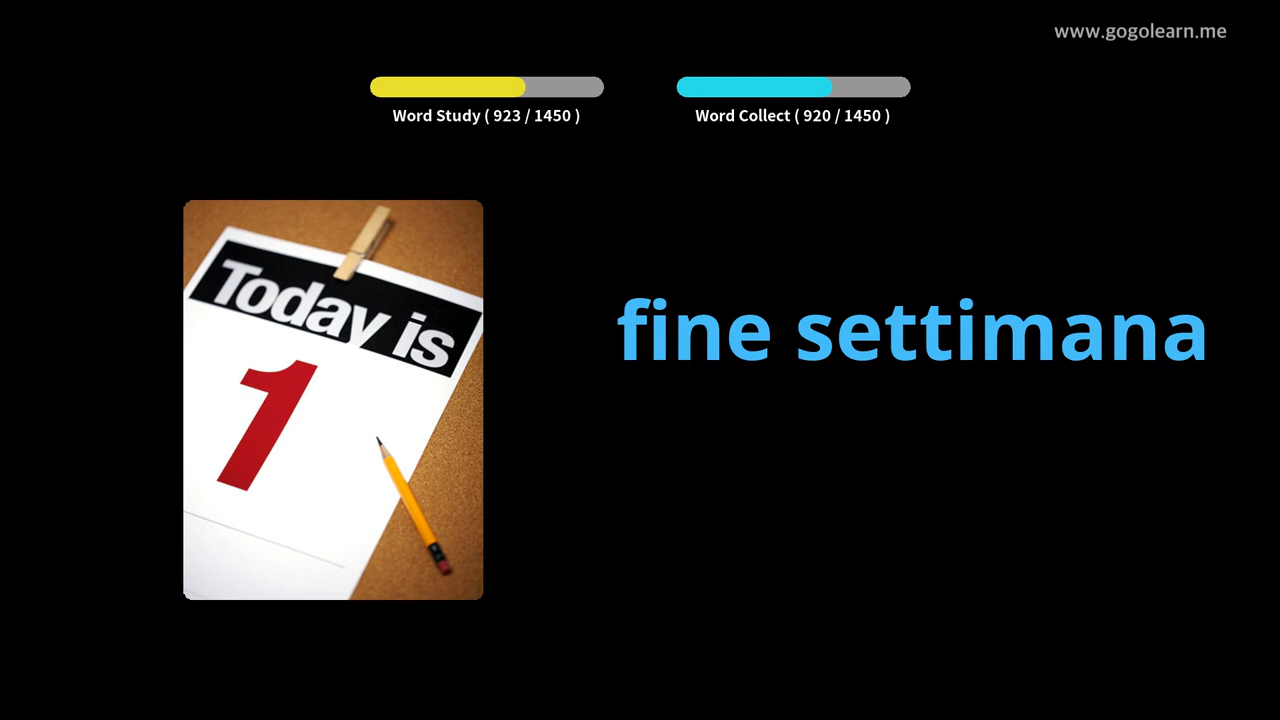 www.gogolearn.me
Word Study ( 923 / 1450 )
Word Collect ( 920 / 1450 )
Today is
1
fine settimana